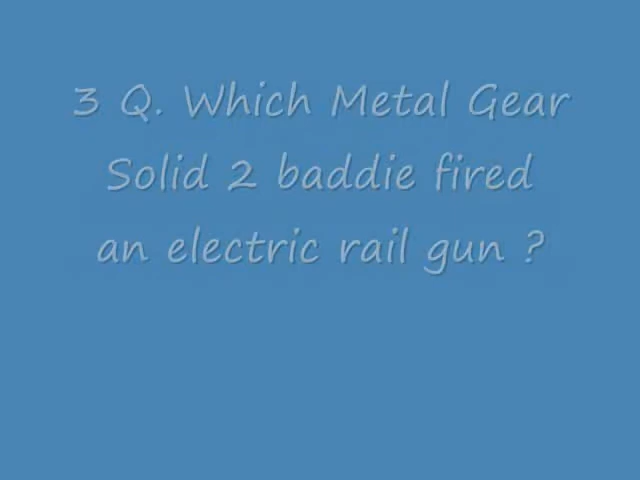 3 Q. Which Metal Gear
Solid 2 baddie fired
an electric rail gun ?